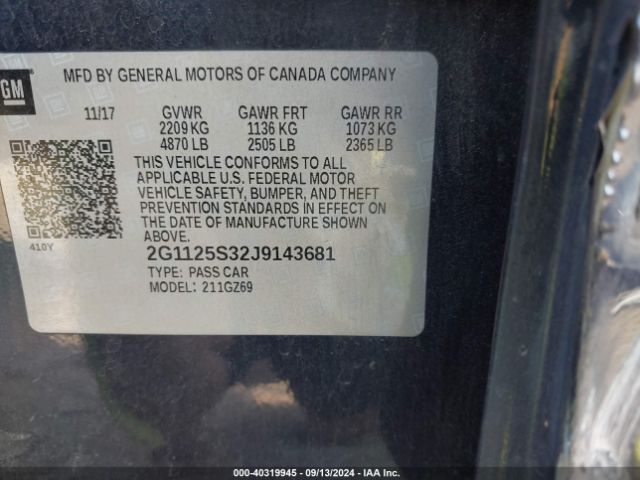 GM
MFD BY GENERAL MOTORS OF CANADA COMPANY
11/17 GVWR GAWR FRT GAWR RR
2209 KG 1136 KG 1073 KG
4870 LB 2505 LB 2365 LB
THIS VEHICLE CONFORMS TO ALL
APPLICABLE U.S. FEDERAL MOTOR
VEHICLE SAFETY, BUMPER, AND THEFT
PREVENTION STANDARDS IN EFFECT ON
THE DATE OF MANUFACTURE SHOWN
ABOVE.
410Y
2G1125S32J9143681
TYPE: PASS CAR
MODEL: 211GZ69
000-40319945 - 09/13/2024 - IAA Inc.